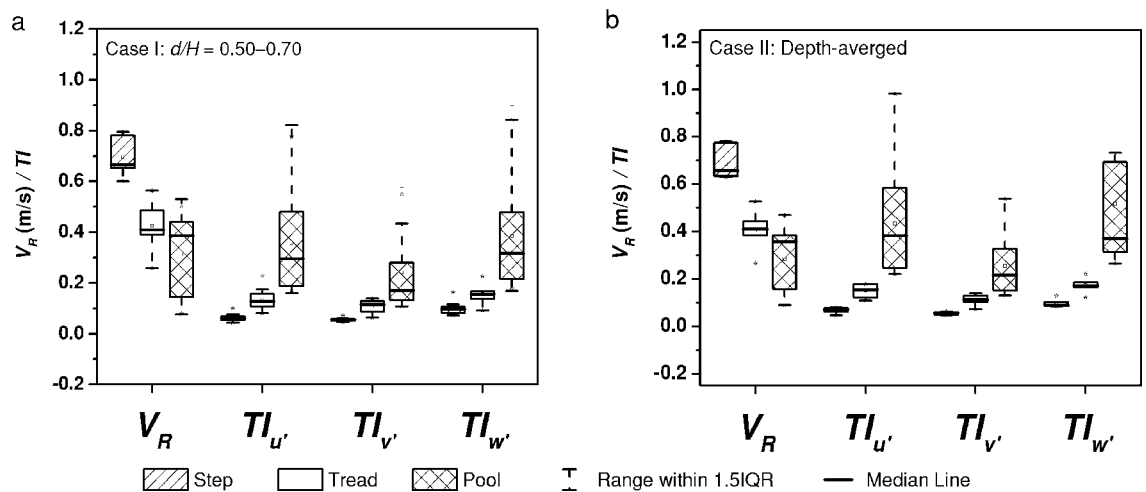 a
Case I: d/H = 0.50–0.70
V_R (m/s) / TI
1.2
1.0
0.8
0.6
0.4
0.2
0.0
-0.2
V_R TI_u' TI_v' TI_w'
b
Case II: Depth-averged
V_R (m/s) / TI
1.2
1.0
0.8
0.6
0.4
0.2
0.0
-0.2
V_R TI_u' TI_v' TI_w'
Step Tread Pool Range within 1.5IQR Median Line